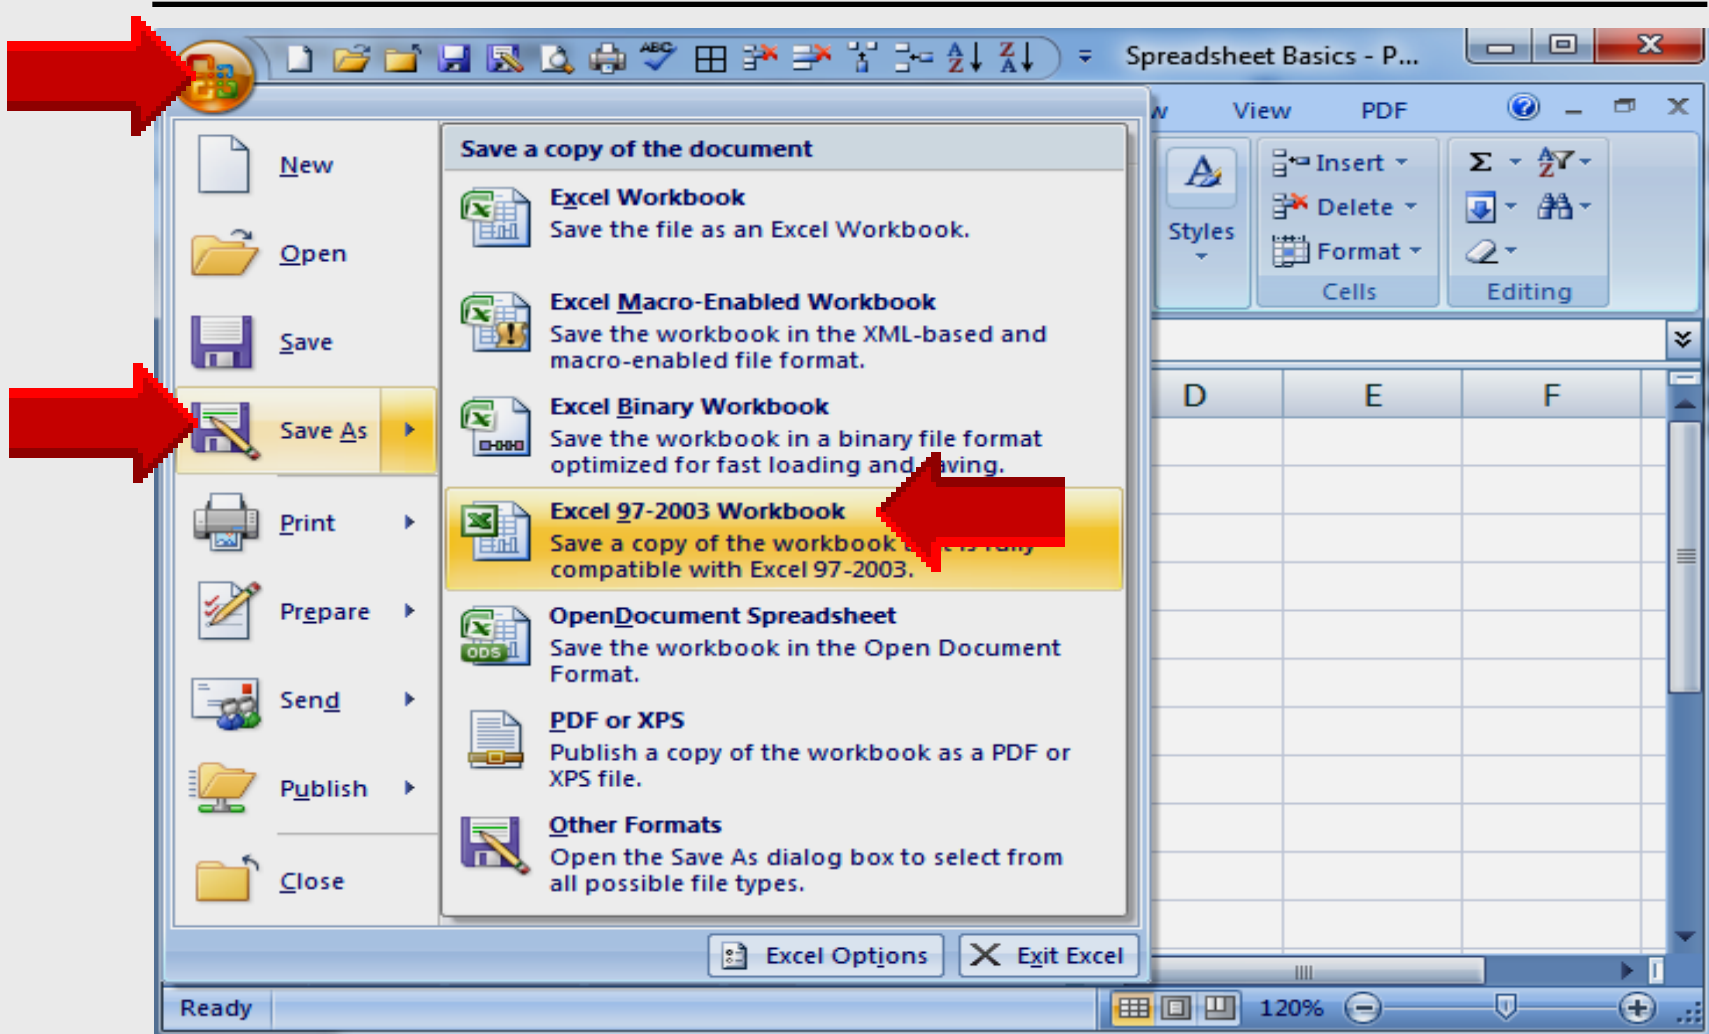 Spreadsheet Basics - P...
View
PDF
New
Open
Save
Save As
Print
Prepare
Send
Publish
Close
Save a copy of the document
Excel Workbook
Save the file as an Excel Workbook.
Excel Macro-Enabled Workbook
Save the workbook in the XML-based and
macro-enabled file format.
Excel Binary Workbook
Save the workbook in a binary file format
optimized for fast loading and saving.
Excel 97-2003 Workbook
Save a copy of the workbook that is fully
compatible with Excel 97-2003.
OpenDocument Spreadsheet
ODS
Save the workbook in the Open Document
Format.
PDF or XPS
Publish a copy of the workbook as a PDF or
XPS file.
Other Formats
Open the Save As dialog box to select from
all possible file types.
Excel Options
Exit Excel
Styles
Insert
Delete
Format
Cells
Editing
D E F
Ready
120%